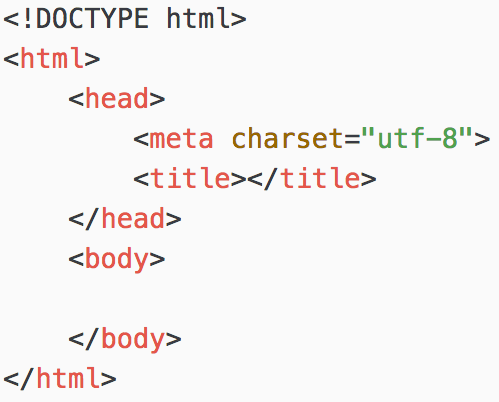 <!DOCTYPE html>
<html>
    <head>
        <meta charset="utf-8">
        <title></title>
    </head>
    <body>

    </body>
</html>